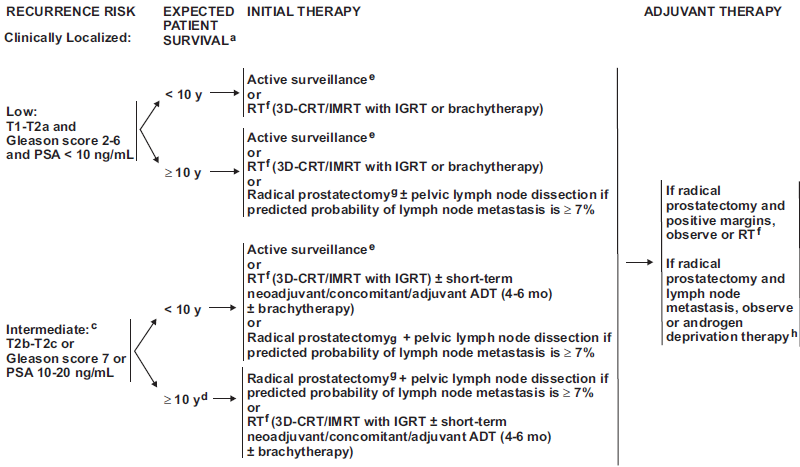 RECURRENCE RISK
Clinically Localized:
EXPECTED
PATIENT
SURVIVALa
INITIAL THERAPY
ADJUVANT THERAPY
Low:
T1-T2a and
Gleason score 2-6
and PSA < 10 ng/mL
< 10 y
Active surveillancee
or
RTf (3D-CRT/IMRT with IGRT or brachytherapy)
≥ 10 y
Active surveillancee
or
RTf (3D-CRT/IMRT with IGRT or brachytherapy)
or
Radical prostatectomyg ± pelvic lymph node dissection if
predicted probability of lymph node metastasis is ≥ 7%
Intermediate:c
T2b-T2c or
Gleason score 7 or
PSA 10-20 ng/mL
< 10 y
Active surveillancee
or
RTf (3D-CRT/IMRT with IGRT) ± short-term
neoadjuvant/concomitant/adjuvant ADT (4-6 mo)
± brachytherapy)
or
Radical prostatectomyg + pelvic lymph node dissection if
predicted probability of lymph node metastasis is ≥ 7%
≥ 10 yd
Radical prostatectomyg + pelvic lymph node dissection if
predicted probability of lymph node metastasis is ≥ 7%
or
RTf (3D-CRT/IMRT with IGRT ± short-term
neoadjuvant/concomitant/adjuvant ADT (4-6 mo)
± brachytherapy)
If radical
prostatectomy and
positive margins,
observe or RTf
If radical
prostatectomy and
lymph node
metastasis, observe
or androgen
deprivation therapyh